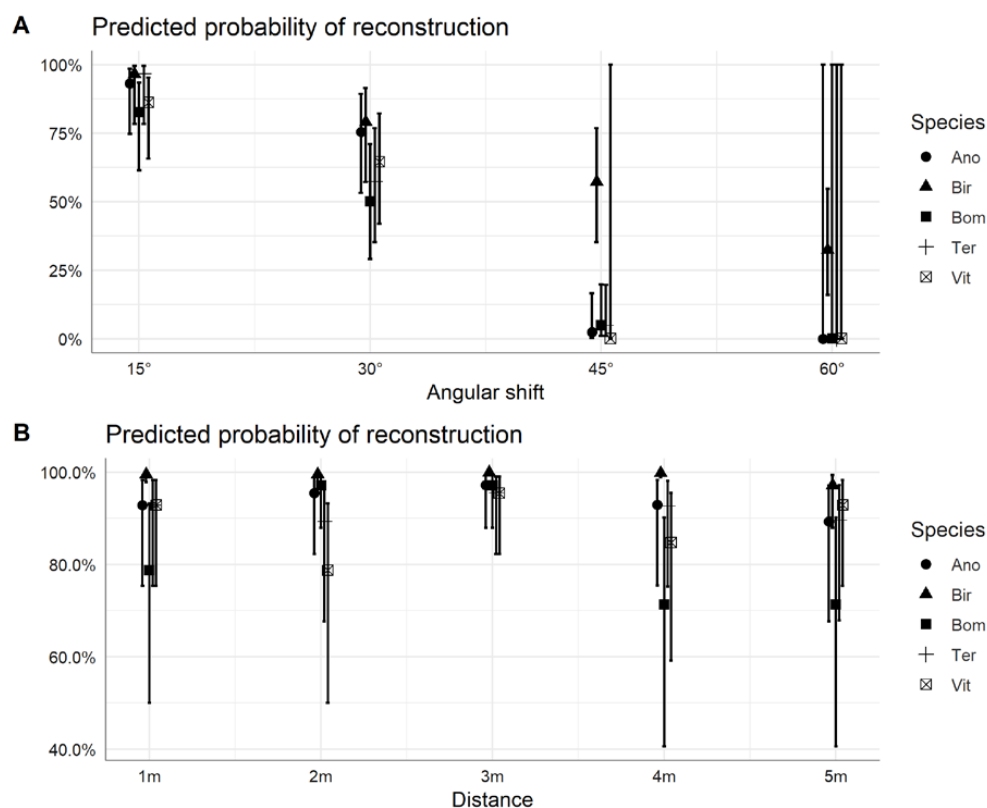 A
Predicted probability of reconstruction
100%
75%
50%
25%
0%
15°
30°
45°
60°
Angular shift
Species
Ano
Bir
Bom
Ter
Vit
B
Predicted probability of reconstruction
100.0%
80.0%
60.0%
40.0%
1m
2m
3m
4m
5m
Distance
Species
Ano
Bir
Bom
Ter
Vit